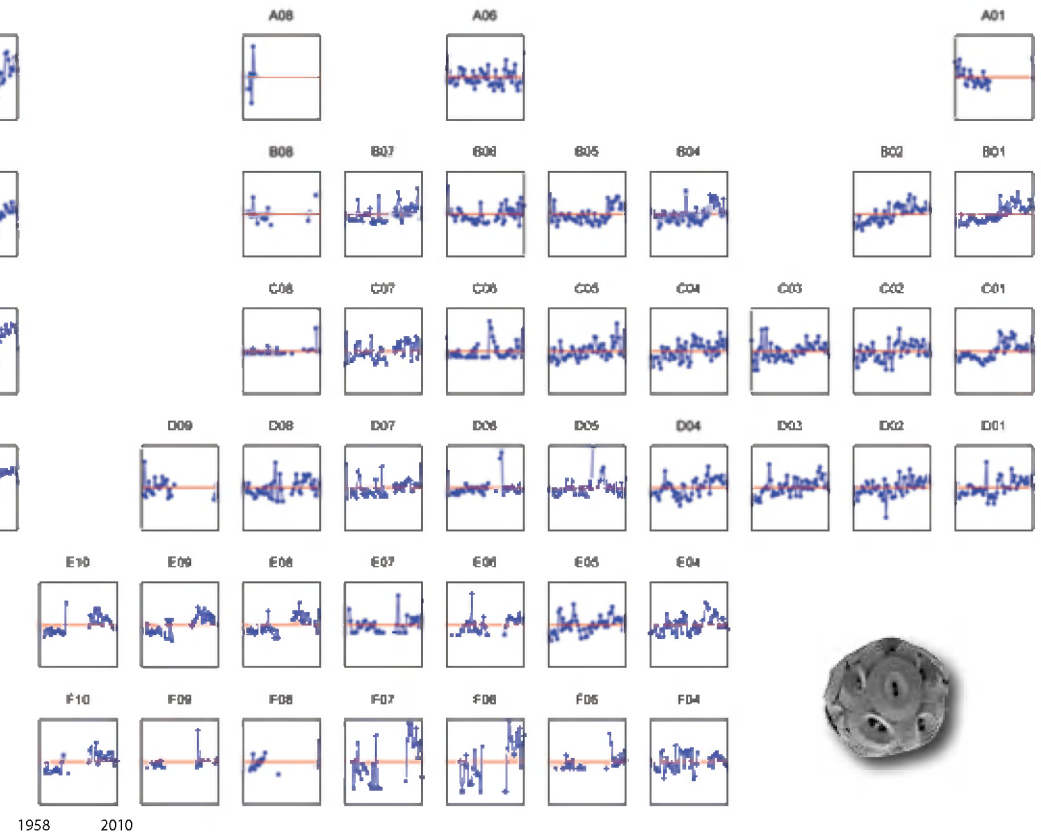 A08 A06 A01
B08 B07 B06 B05 B04 B02 B01
C08 C07 C06 C05 C04 C03 C02 C01
D09 D08 D07 D06 D05 D04 D03 D02 D01
E10 E09 E08 E07 E06 E05 E04
F10 F09 F08 F07 F06 F05 F04
1958 2010